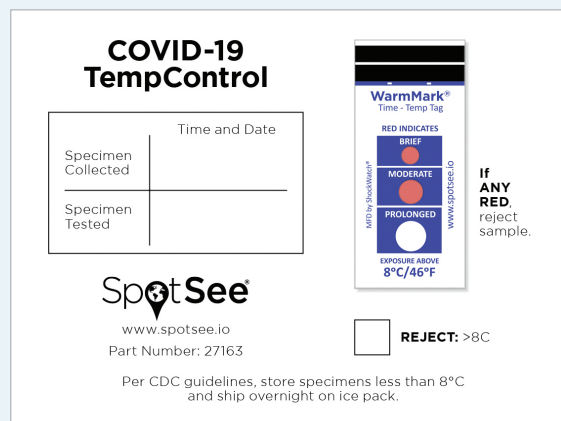 COVID-19
TempControl
Time and Date
Specimen
Collected
Specimen
Tested
SpotSee®
www.spotsee.io
Part Number: 27163
WarmMark®
Time - Temp Tag
RED INDICATES
BRIEF
MODERATE
PROLONGED
EXPOSURE ABOVE
8°C/46°F
MFD by ShockWatch®
www.spotsee.io
If
ANY
RED,
reject
sample.
REJECT: >8C
Per CDC guidelines, store specimens less than 8°C
and ship overnight on ice pack.